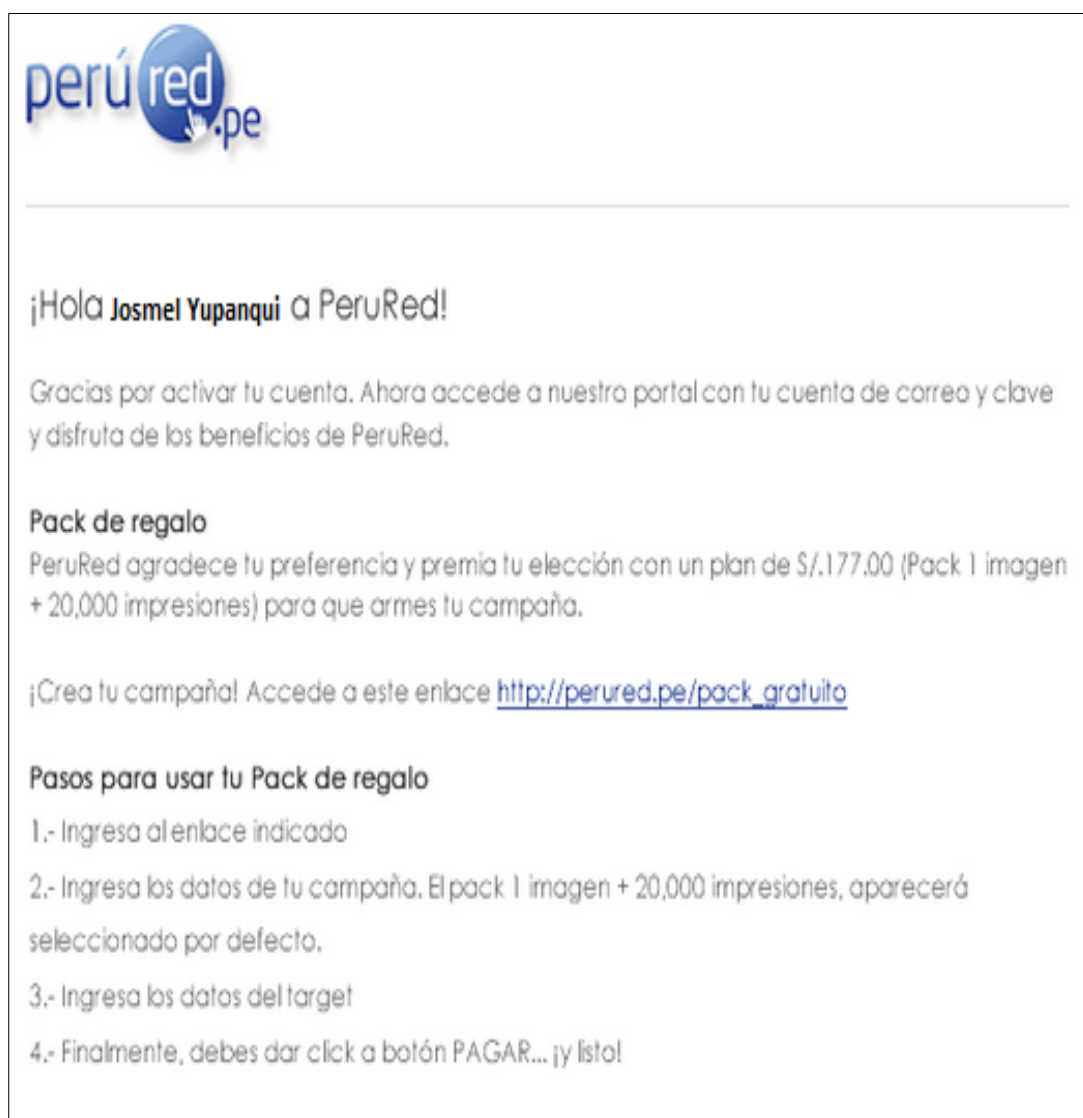 perú red .pe
¡Hola Josmel Yupanqui a PeruRed!
Gracias por activar tu cuenta. Ahora accede a nuestro portal con tu cuenta de correo y clave
y disfruta de los beneficios de PeruRed.
Pack de regalo
PeruRed agradece tu preferencia y premia tu elección con un plan de S/.177.00 (Pack 1 imagen
+ 20,000 impresiones) para que armes tu campaña.
¡Crea tu campaña! Accede a este enlace http://perured.pe/pack_gratuito
Pasos para usar tu Pack de regalo
1.- Ingresa al enlace indicado
2.- Ingresa los datos de tu campaña. El pack 1 imagen + 20,000 impresiones, aparecerá
seleccionado por defecto.
3.- Ingresa los datos del target
4.- Finalmente, debes dar click a botón PAGAR... ¡y listo!